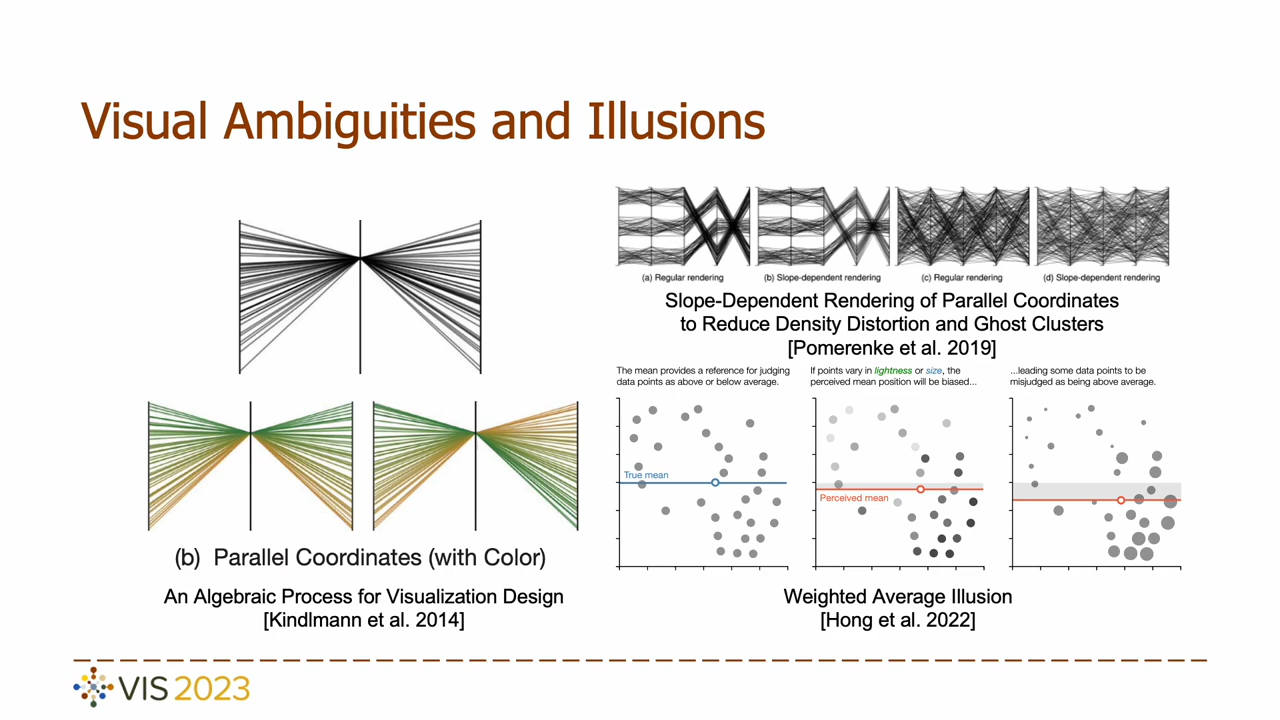 Visual Ambiguities and Illusions
(b) Parallel Coordinates (with Color)
An Algebraic Process for Visualization Design
[Kindlmann et al. 2014]
(a) Regular rendering
(b) Slope-dependent rendering
(c) Regular rendering
(d) Slope-dependent rendering
Slope-Dependent Rendering of Parallel Coordinates
to Reduce Density Distortion and Ghost Clusters
[Pomerenke et al. 2019]
The mean provides a reference for judging
data points as above or below average.
True mean
If points vary in lightness or size, the
perceived mean position will be biased...
Perceived mean
...leading some data points to be
misjudged as being above average.
Weighted Average Illusion
[Hong et al. 2022]
VIS 2023